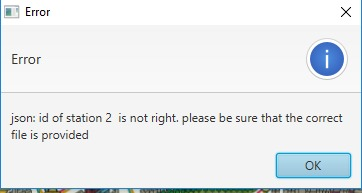 Error
Error
json: id of station 2  is not right. please be sure that the correct
file is provided
OK